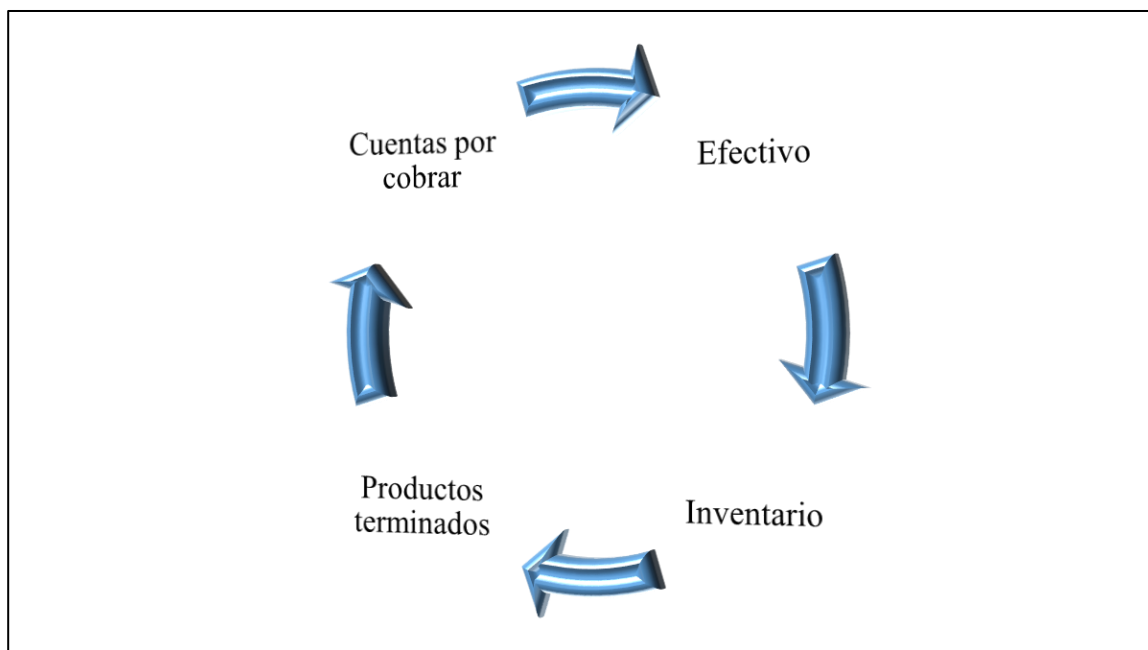 Cuentas por
cobrar
Efectivo
Productos
terminados
Inventario